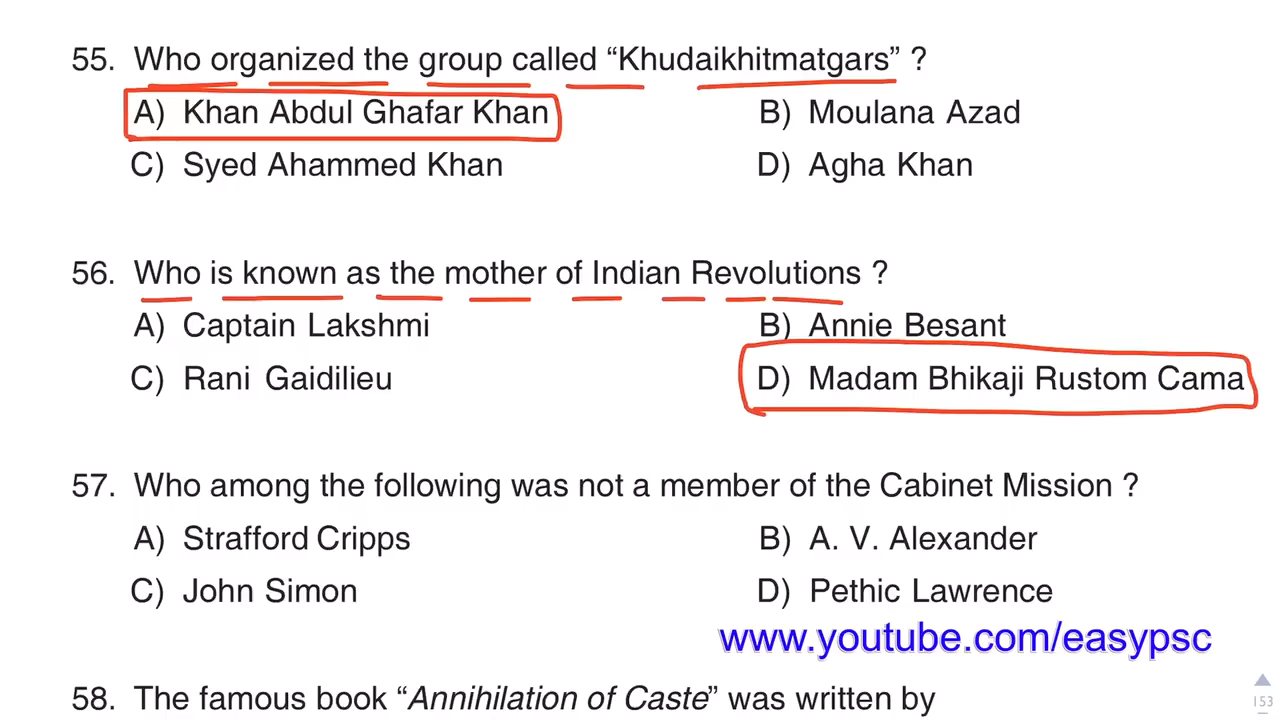 55. Who organized the group called “Khudaikhitmatgars” ?
A) Khan Abdul Ghafar Khan B) Moulana Azad
C) Syed Ahammed Khan D) Agha Khan
56. Who is known as the mother of Indian Revolutions ?
A) Captain Lakshmi B) Annie Besant
C) Rani Gaidilieu D) Madam Bhikaji Rustom Cama
57. Who among the following was not a member of the Cabinet Mission ?
A) Strafford Cripps B) A. V. Alexander
C) John Simon D) Pethic Lawrence
www.youtube.com/easypsc
58. The famous book “Annihilation of Caste” was written by
153